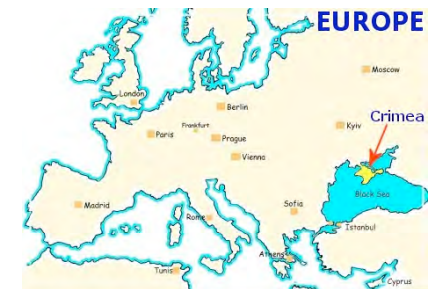 EUROPE
Moscow
London
Berlin
Kyiv
Crimea
Frankfurt
Paris
Prague
Vienna
Black Sea
Madrid
Sofia
Rome
Istanbul
Athens
Tunis
Cyprus